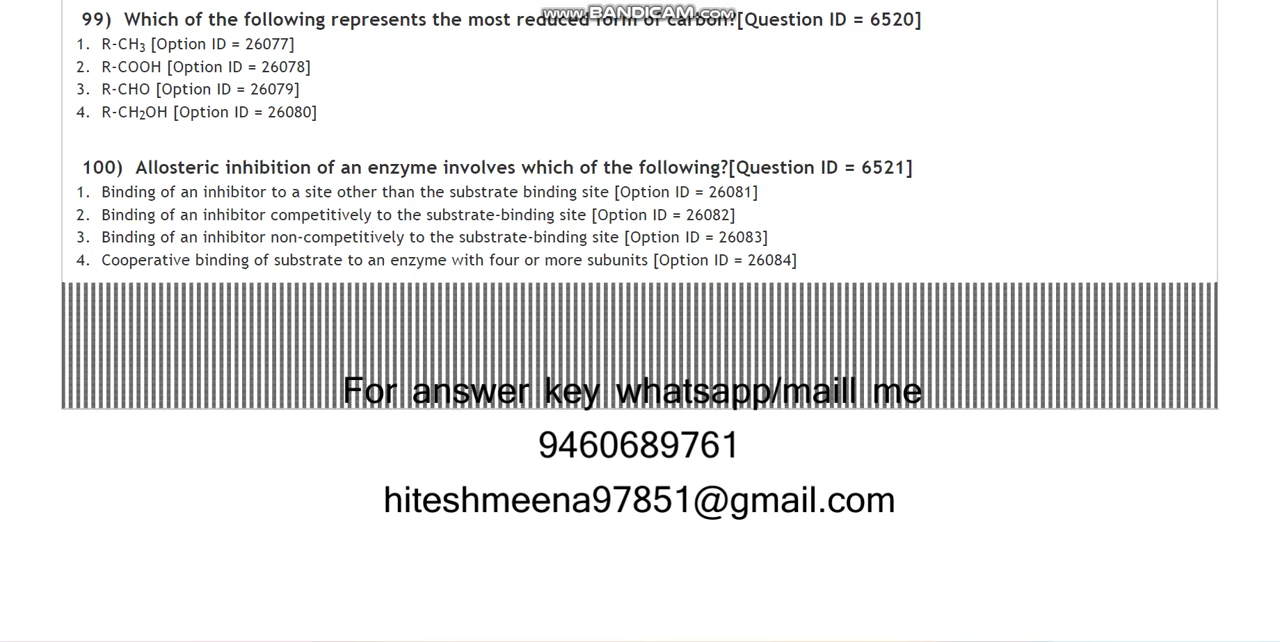 www.BANDICAM.com
99) Which of the following represents the most reduced form of carbon?[Question ID = 6520]
1. R-CH₃ [Option ID = 26077]
2. R-COOH [Option ID = 26078]
3. R-CHO [Option ID = 26079]
4. R-CH₂OH [Option ID = 26080]
100) Allosteric inhibition of an enzyme involves which of the following?[Question ID = 6521]
1. Binding of an inhibitor to a site other than the substrate binding site [Option ID = 26081]
2. Binding of an inhibitor competitively to the substrate-binding site [Option ID = 26082]
3. Binding of an inhibitor non-competitively to the substrate-binding site [Option ID = 26083]
4. Cooperative binding of substrate to an enzyme with four or more subunits [Option ID = 26084]
For answer key whatsapp/maill me
9460689761
hiteshmeena97851@gmail.com